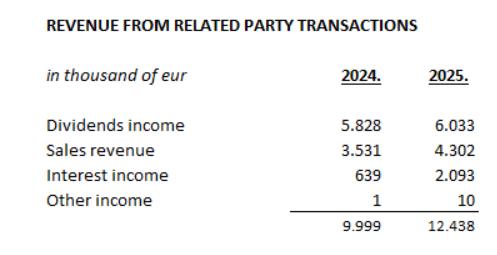 REVENUE FROM RELATED PARTY TRANSACTIONS
in thousand of eur 2024. 2025.
Dividends income 5.828 6.033
Sales revenue 3.531 4.302
Interest income 639 2.093
Other income 1 10
9.999 12.438